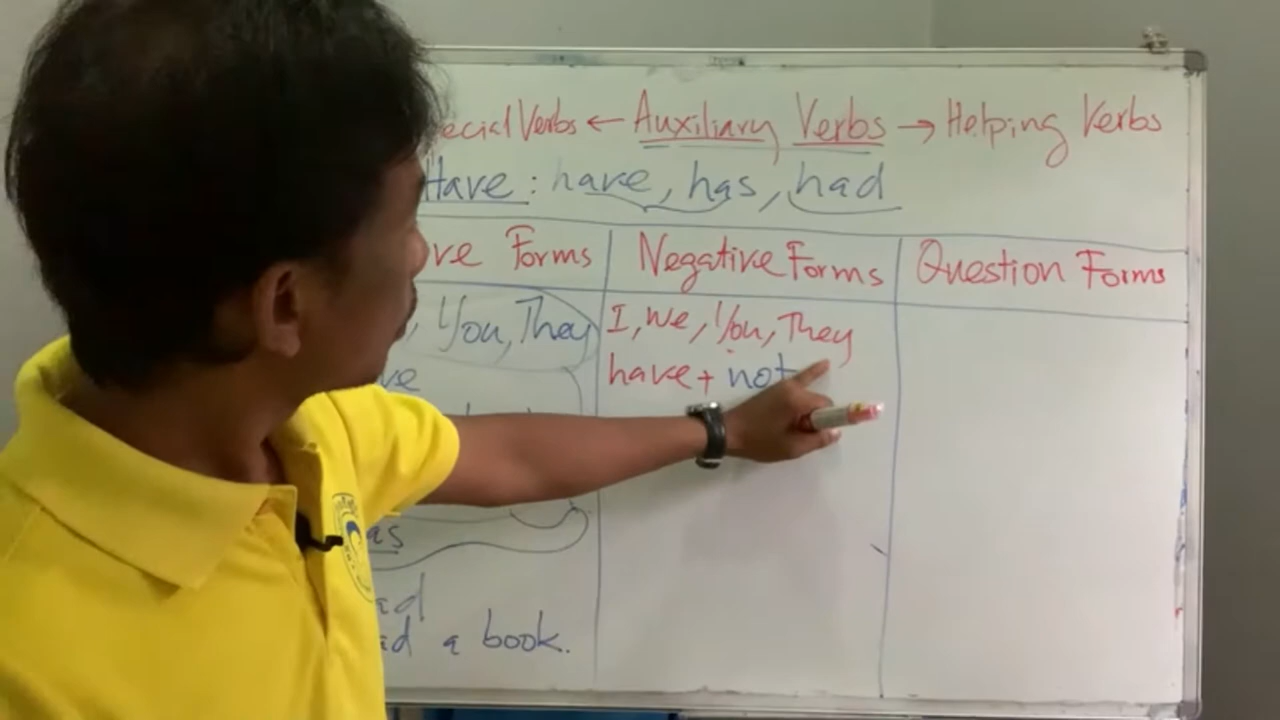 ecial Verbs ← Auxiliary Verbs → Helping Verbs
Have : have, has, had
ve Forms Negative Forms Question Forms
, You, They I, We, You, They
ve have + not
as
ad
ad a book.